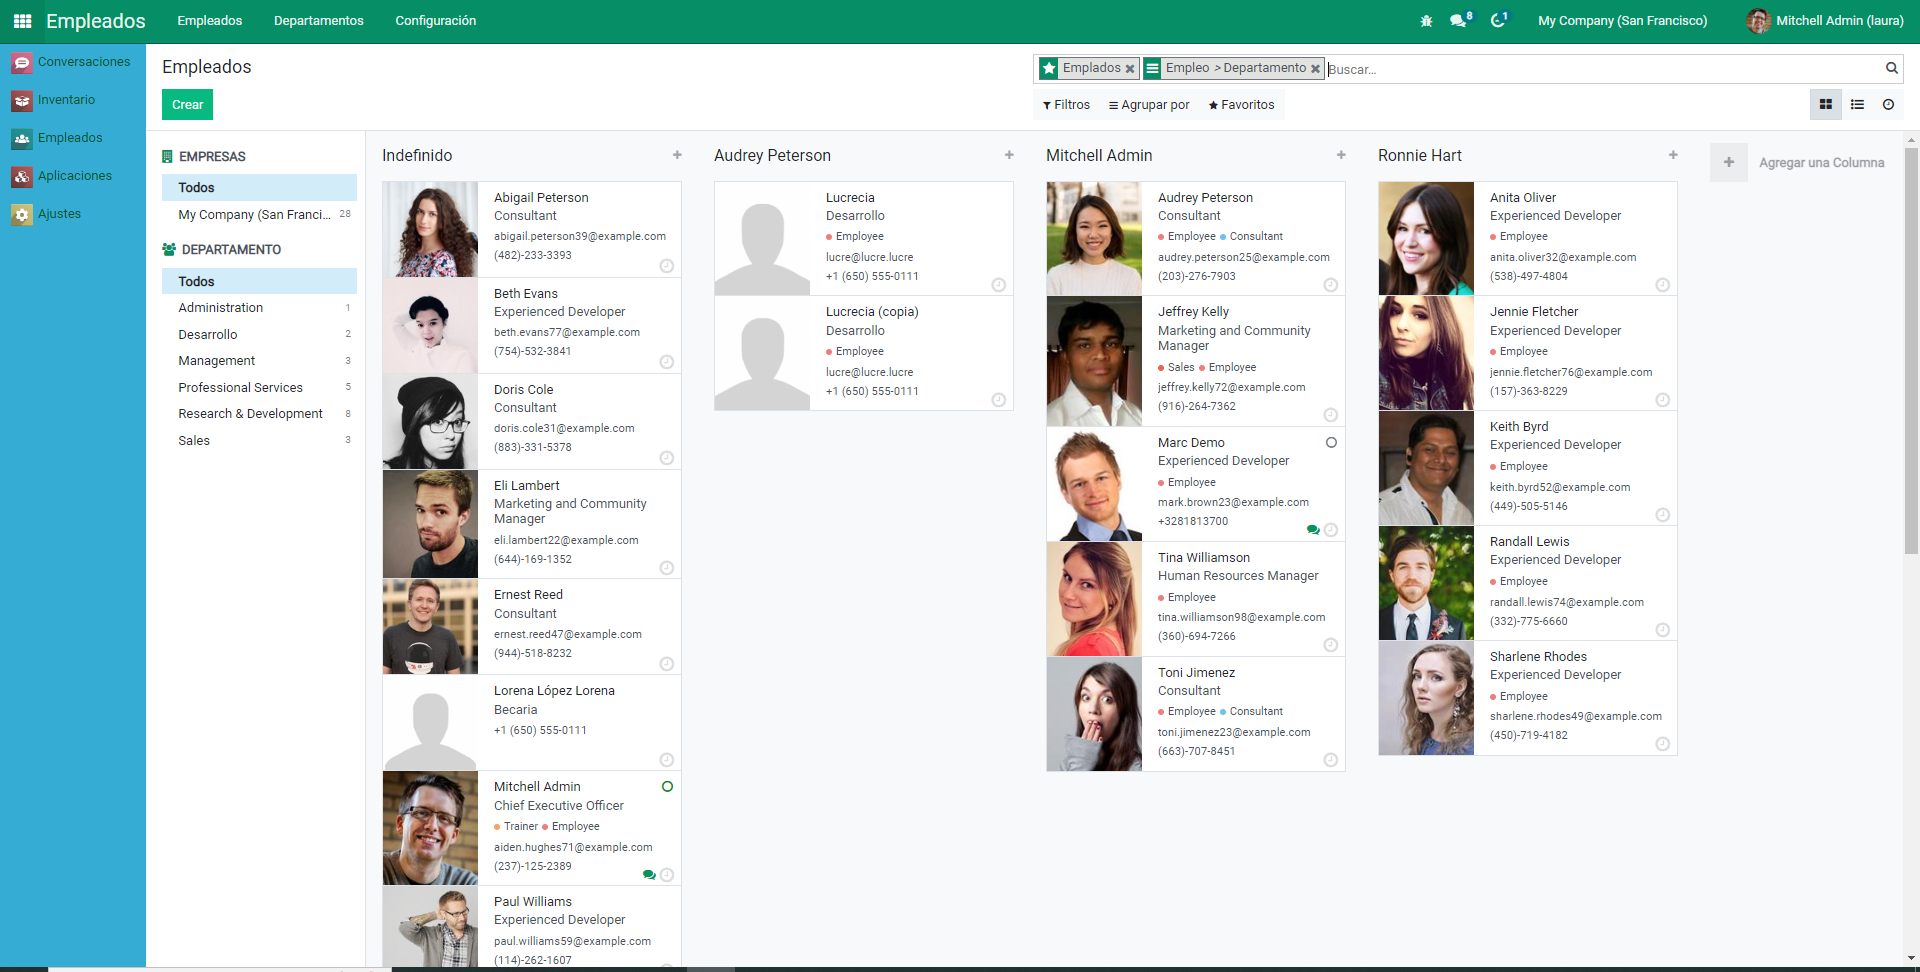 Empleados
Empleados
Departamentos
Configuración
8
1
My Company (San Francisco)
Mitchell Admin (laura)
Conversaciones
Inventario
Empleados
Aplicaciones
Ajustes
Empleados
Crear
Emplados
Empleo > Departamento
Buscar...
Filtros
Agrupar por
Favoritos
EMPRESAS
Todos
My Company (San Franci... 28
DEPARTAMENTO
Todos
Administration 1
Desarrollo 2
Management 3
Professional Services 5
Research & Development 8
Sales 3
Indefinido
Abigail Peterson
Consultant
abigail.peterson39@example.com
(482)-233-3393
Beth Evans
Experienced Developer
beth.evans77@example.com
(754)-532-3841
Doris Cole
Consultant
doris.cole31@example.com
(883)-331-5378
Eli Lambert
Marketing and Community
Manager
eli.lambert22@example.com
(644)-169-1352
Ernest Reed
Consultant
ernest.reed47@example.com
(944)-518-8232
Lorena López Lorena
Becaria
+1 (650) 555-0111
Mitchell Admin
Chief Executive Officer
Trainer Employee
aiden.hughes71@example.com
(237)-125-2389
Paul Williams
Experienced Developer
paul.williams59@example.com
(114)-262-1607
Audrey Peterson
Lucrecia
Desarrollo
Employee
lucre@lucre.lucre
+1 (650) 555-0111
Lucrecia (copia)
Desarrollo
Employee
lucre@lucre.lucre
+1 (650) 555-0111
Mitchell Admin
Audrey Peterson
Consultant
Employee Consultant
audrey.peterson25@example.com
(203)-276-7903
Jeffrey Kelly
Marketing and Community
Manager
Sales Employee
jeffrey.kelly72@example.com
(916)-264-7362
Marc Demo
Experienced Developer
Employee
mark.brown23@example.com
+3281813700
Tina Williamson
Human Resources Manager
Employee
tina.williamson98@example.com
(360)-694-7266
Toni Jimenez
Consultant
Employee Consultant
toni.jimenez23@example.com
(663)-707-8451
Ronnie Hart
Anita Oliver
Experienced Developer
Employee
anita.oliver32@example.com
(538)-497-4804
Jennie Fletcher
Experienced Developer
Employee
jennie.fletcher76@example.com
(157)-363-8229
Keith Byrd
Experienced Developer
Employee
keith.byrd52@example.com
(449)-505-5146
Randall Lewis
Experienced Developer
Employee
randall.lewis74@example.com
(332)-775-6660
Sharlene Rhodes
Experienced Developer
Employee
sharlene.rhodes49@example.com
(450)-719-4182
Agregar una Columna